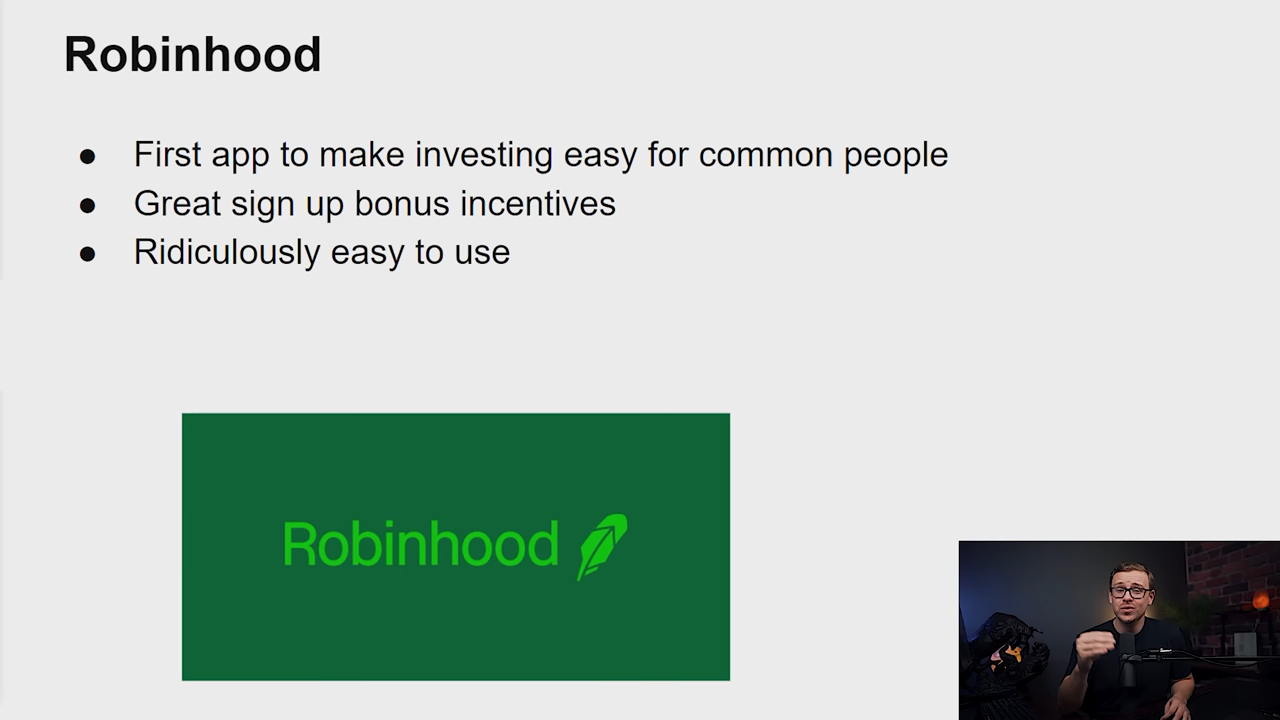 Robinhood
● First app to make investing easy for common people
● Great sign up bonus incentives
● Ridiculously easy to use
Robinhood